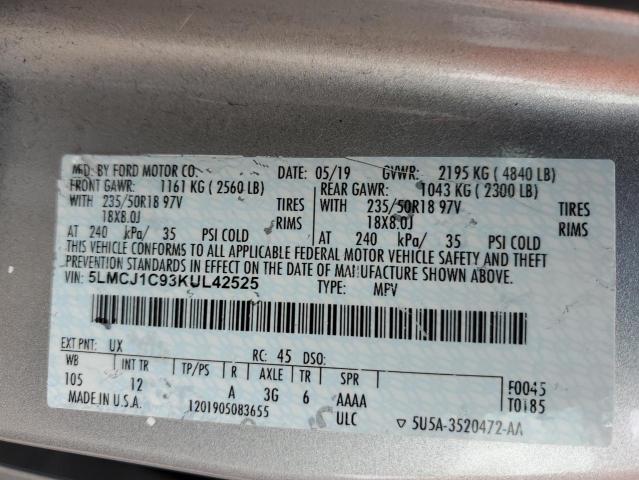 MFD. BY FORD MOTOR CO. DATE: 05/19 GVWR: 2195 KG ( 4840 LB)
FRONT GAWR: 1161 KG ( 2560 LB) REAR GAWR: 1043 KG ( 2300 LB)
WITH 235/50R18 97V TIRES WITH 235/50R18 97V TIRES
18X8.0J RIMS 18X8.0J RIMS
AT 240 kPa/ 35 PSI COLD AT 240 kPa/ 35 PSI COLD
THIS VEHICLE CONFORMS TO ALL APPLICABLE FEDERAL MOTOR VEHICLE SAFETY AND THEFT
PREVENTION STANDARDS IN EFFECT ON THE DATE OF MANUFACTURE SHOWN ABOVE.
VIN: 5LMCJ1C93KUL42525 TYPE: MPV
EXT PNT: UX RC: 45 DSO:
WB INT TR TP/PS R AXLE TR SPR F0045
105 12 A 3G 6 AAAA T0185
MADE IN U.S.A. 1201905083655 ULC ▽ 5U5A-3520472-AA